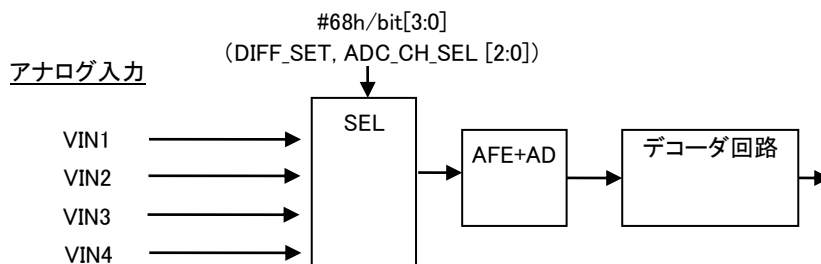 #68h/bit[3:0]
(DIFF_SET, ADC_CH_SEL [2:0])
アナログ入力
SEL
VIN1
AFE+AD
デコーダ回路
VIN2
VIN3
VIN4